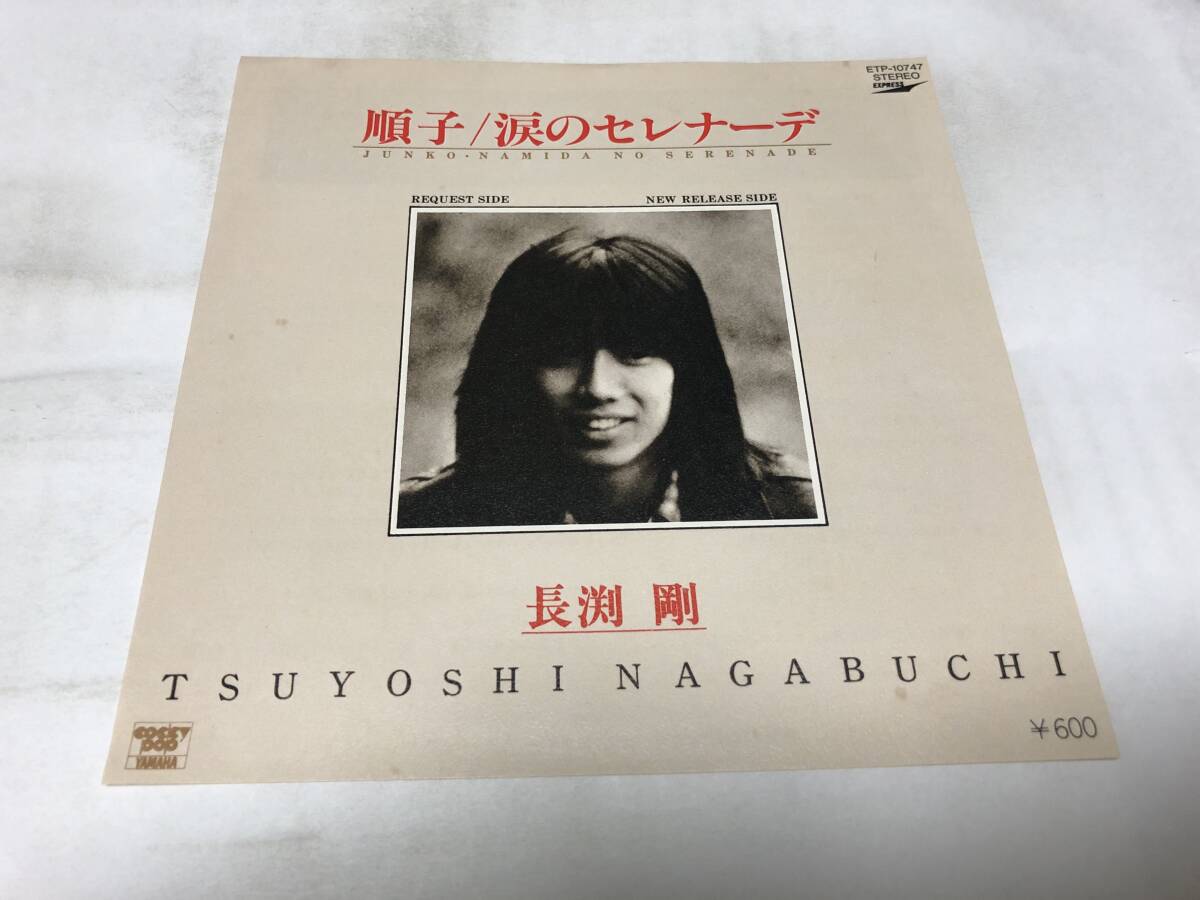 ETP-10747
STEREO
EXPRESS
順子/涙のセレナーデ
JUNKO・NAMIDA NO SERENADE
REQUEST SIDE
NEW RELEASE SIDE
長渕 剛
TSUYOSHI NAGABUCHI
cocky
pop
YAMAHA
¥600